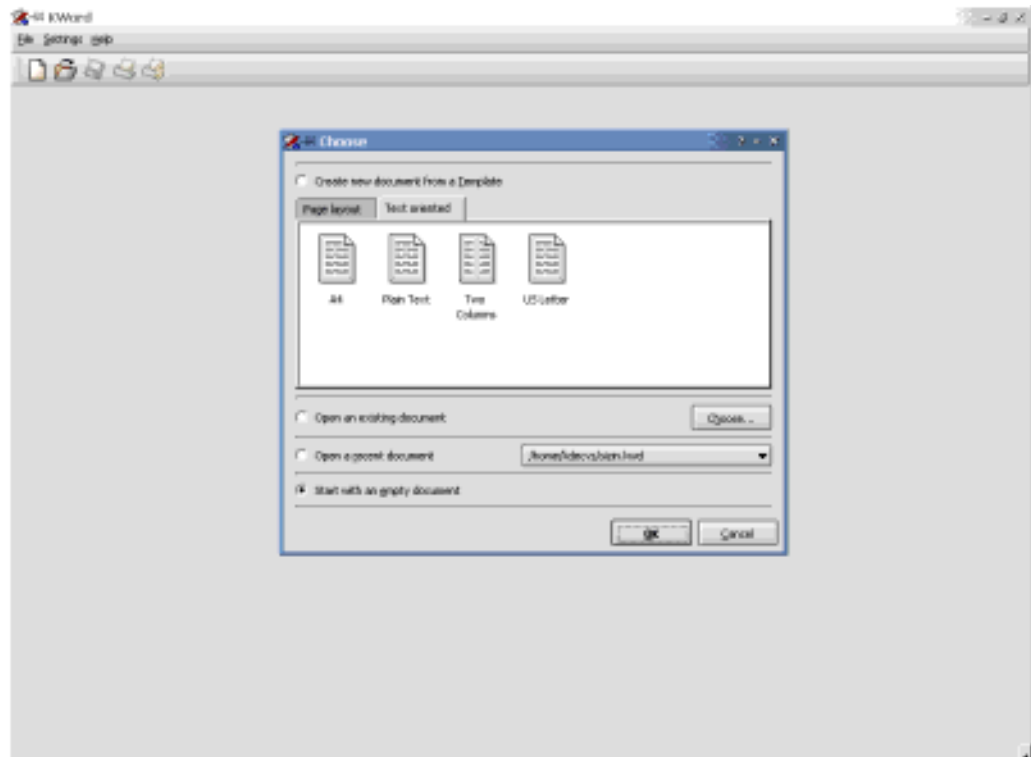 KWord
File Settings Help
Choose
Create new document from a Template
Page layout Text oriented
A4 Plain Text Two Columns US Letter
Open an existing document Choose...
Open a recent document
Start with an empty document
OK Cancel